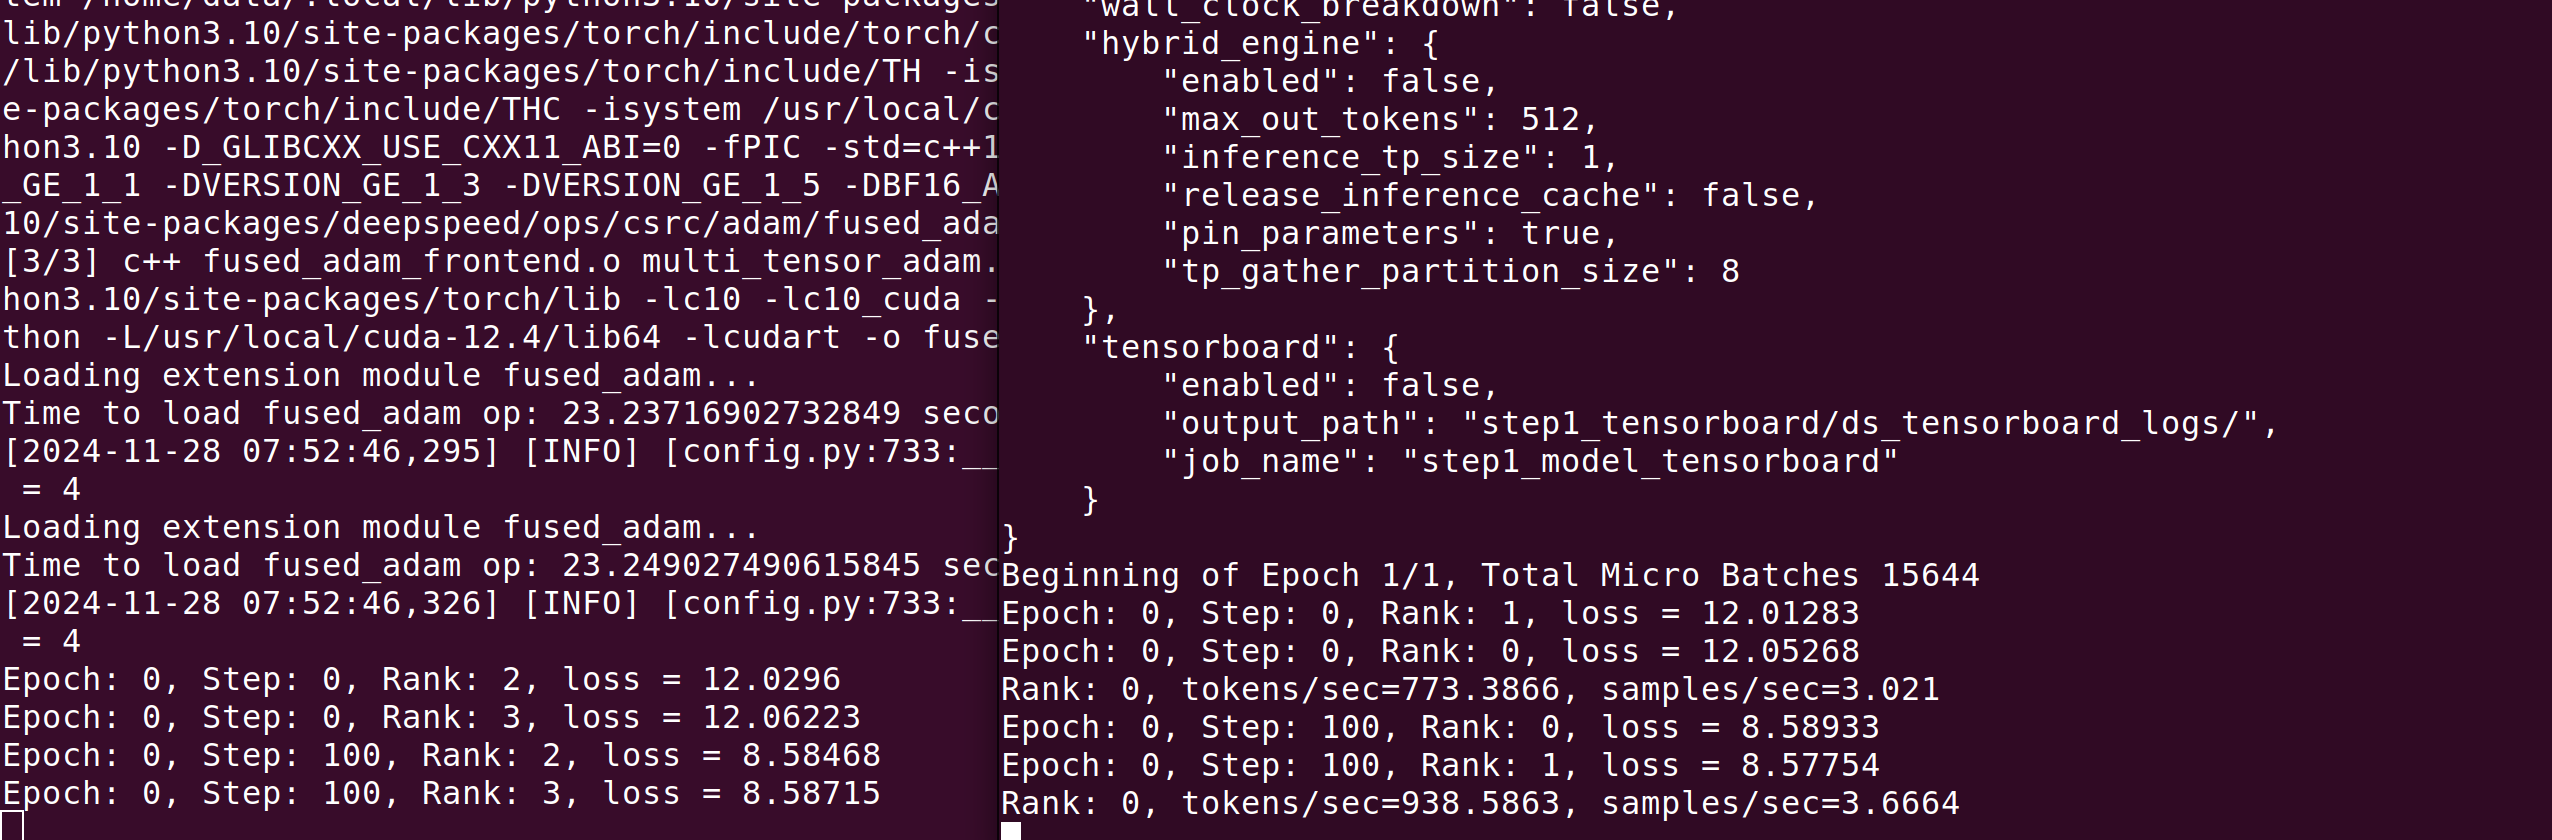 lib/python3.10/site-packages/torch/include/torch/c
/lib/python3.10/site-packages/torch/include/TH -is
e-packages/torch/include/THC -isystem /usr/local/c
hon3.10 -D_GLIBCXX_USE_CXX11_ABI=0 -fPIC -std=c++1
_GE_1_1 -DVERSION_GE_1_3 -DVERSION_GE_1_5 -DBF16_A
10/site-packages/deepspeed/ops/csrc/adam/fused_ada
[3/3] c++ fused_adam_frontend.o multi_tensor_adam.
hon3.10/site-packages/torch/lib -lc10 -lc10_cuda -
thon -L/usr/local/cuda-12.4/lib64 -lcudart -o fuse
Loading extension module fused_adam...
Time to load fused_adam op: 23.23716902732849 seco
[2024-11-28 07:52:46,295] [INFO] [config.py:733:__
 = 4
Loading extension module fused_adam...
Time to load fused_adam op: 23.249027490615845 sec
[2024-11-28 07:52:46,326] [INFO] [config.py:733:__
 = 4
Epoch: 0, Step: 0, Rank: 2, loss = 12.0296
Epoch: 0, Step: 0, Rank: 3, loss = 12.06223
Epoch: 0, Step: 100, Rank: 2, loss = 8.58468
Epoch: 0, Step: 100, Rank: 3, loss = 8.58715
    "wall_clock_breakdown": false,
    "hybrid_engine": {
        "enabled": false,
        "max_out_tokens": 512,
        "inference_tp_size": 1,
        "release_inference_cache": false,
        "pin_parameters": true,
        "tp_gather_partition_size": 8
    },
    "tensorboard": {
        "enabled": false,
        "output_path": "step1_tensorboard/ds_tensorboard_logs/",
        "job_name": "step1_model_tensorboard"
    }
}
Beginning of Epoch 1/1, Total Micro Batches 15644
Epoch: 0, Step: 0, Rank: 1, loss = 12.01283
Epoch: 0, Step: 0, Rank: 0, loss = 12.05268
Rank: 0, tokens/sec=773.3866, samples/sec=3.021
Epoch: 0, Step: 100, Rank: 0, loss = 8.58933
Epoch: 0, Step: 100, Rank: 1, loss = 8.57754
Rank: 0, tokens/sec=938.5863, samples/sec=3.6664